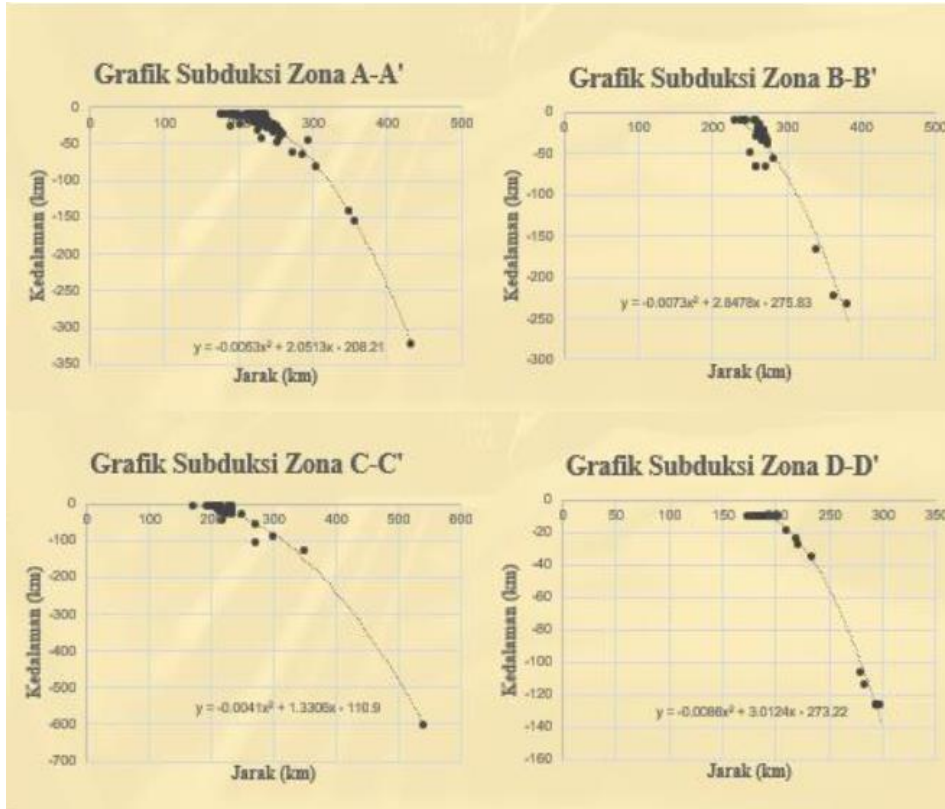 Grafik Subduksi Zona A-A'
0
0 100 200 300 400 500
-50
-100
-150
-200
-250
-300
-350
Kedalaman (km)
y = -0.0053x² + 2.0513x - 208.21
Jarak (km)
Grafik Subduksi Zona B-B'
0
0 100 200 300 400 500
-50
-100
-150
-200
-250
-300
Kedalaman (km)
y = -0.0073x² + 2.8478x - 275.83
Jarak (km)
Grafik Subduksi Zona C-C'
0
0 100 200 300 400 500 600
-100
-200
-300
-400
-500
-600
-700
Kedalaman (km)
y = -0.0041x² + 1.3306x - 110.9
Jarak (km)
Grafik Subduksi Zona D-D'
0
0 50 100 150 200 250 300 350
-20
-40
-60
-80
-100
-120
-140
-160
Kedalaman (km)
y = -0.0086x² + 3.0124x - 273.22
Jarak (km)